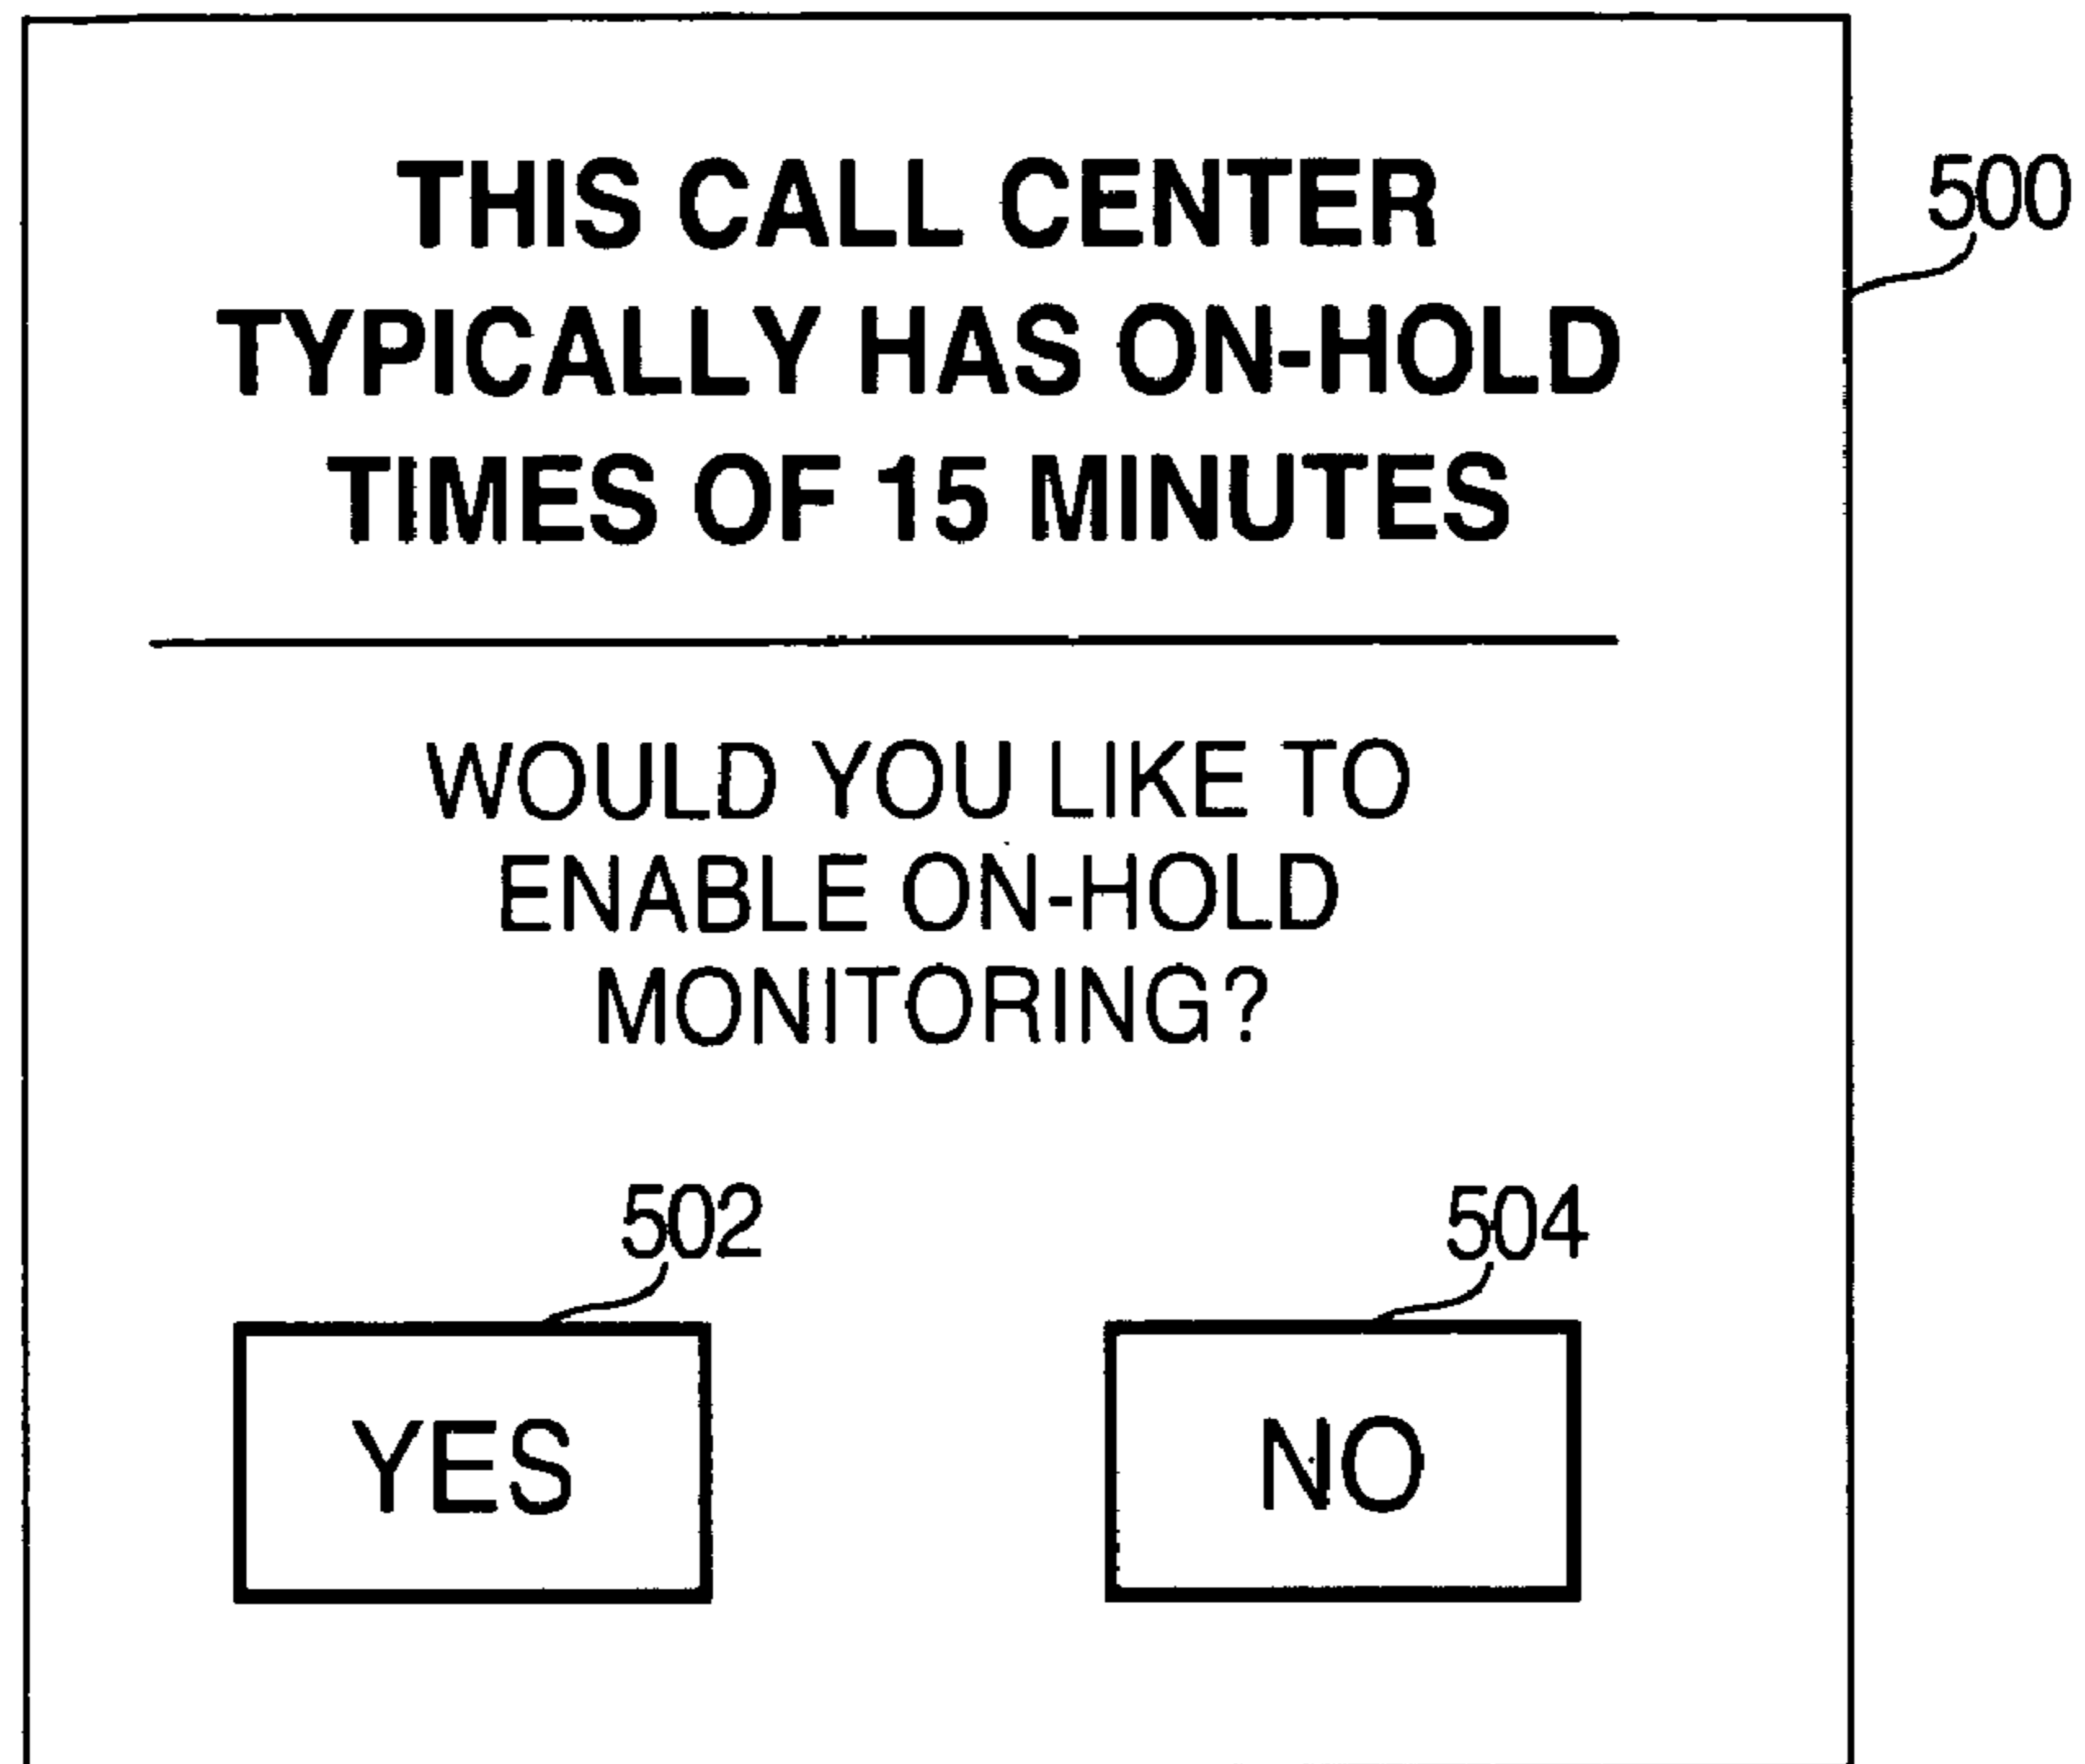 THIS CALL CENTER
500
TYPICALLY HAS ON-HOLD
TIMES OF 15 MINUTES
WOULD YOU LIKE TO
ENABLE ON-HOLD
MONITORING?
502
504
YES
NO